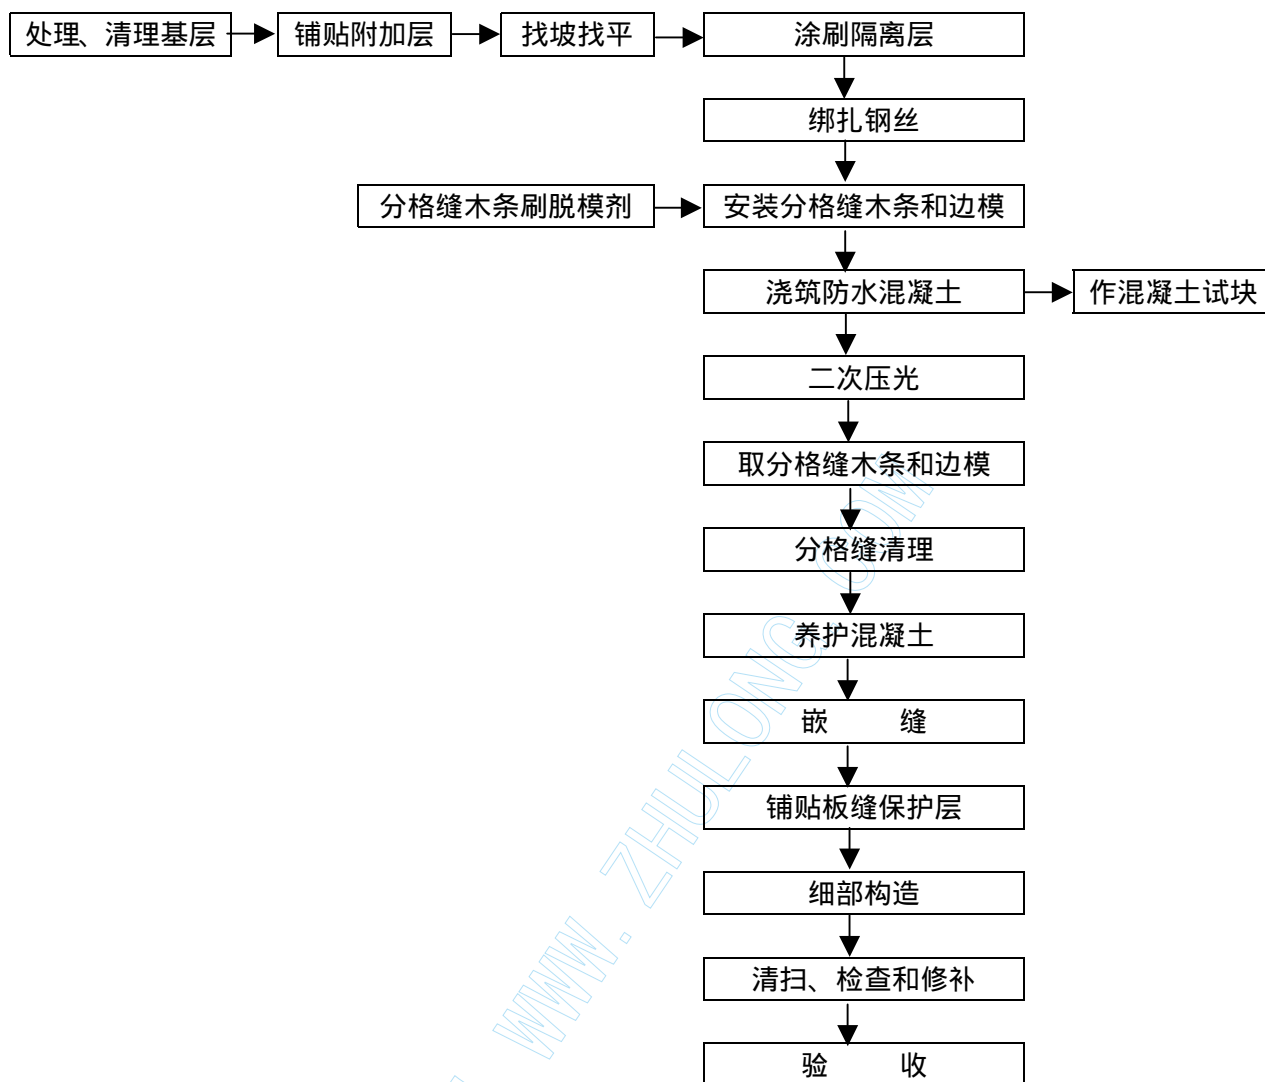 处理、清理基层 铺贴附加层 找坡找平 涂刷隔离层
绑扎钢丝
分格缝木条刷脱模剂 安装分格缝木条和边模
浇筑防水混凝土 作混凝土试块
二次压光
取分格缝木条和边模
分格缝清理
养护混凝土
嵌 缝
铺贴板缝保护层
细部构造
清扫、检查和修补
验 收
WWW.ZHULONG.COM